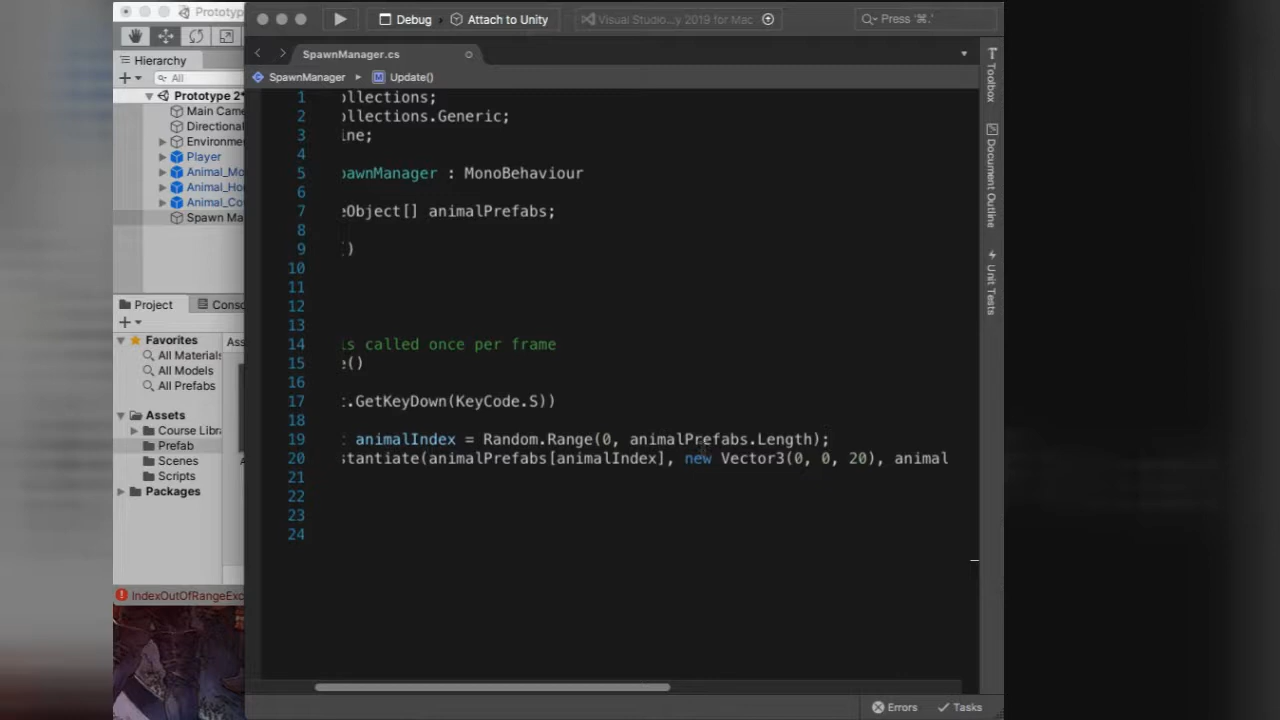 Prototype
Hierarchy
All
Prototype 2*
Main Came
Directional
Environme
Player
Animal_Mo
Animal_Ho
Animal_Co
Spawn Ma
Project
Conso
Favorites
Ass
All Materials
All Models
All Prefabs
Assets
Course Libra
Prefab
Scenes
Scripts
Packages
IndexOutOfRangeExc
Debug
Attach to Unity
Visual Studio...y 2019 for Mac
Press '⌘.'
SpawnManager.cs
SpawnManager
Update()
1 ollections;
2 ollections.Generic;
3 ine;
4
5 pawnManager : MonoBehaviour
6
7 eObject[] animalPrefabs;
8
9 ()
10
11
12
13
14 is called once per frame
15 e()
16
17 t.GetKeyDown(KeyCode.S))
18
19 t animalIndex = Random.Range(0, animalPrefabs.Length);
20 stantiate(animalPrefabs[animalIndex], new Vector3(0, 0, 20), animal
21
22
23
24
Toolbox
Document Outline
Unit Tests
Errors
Tasks